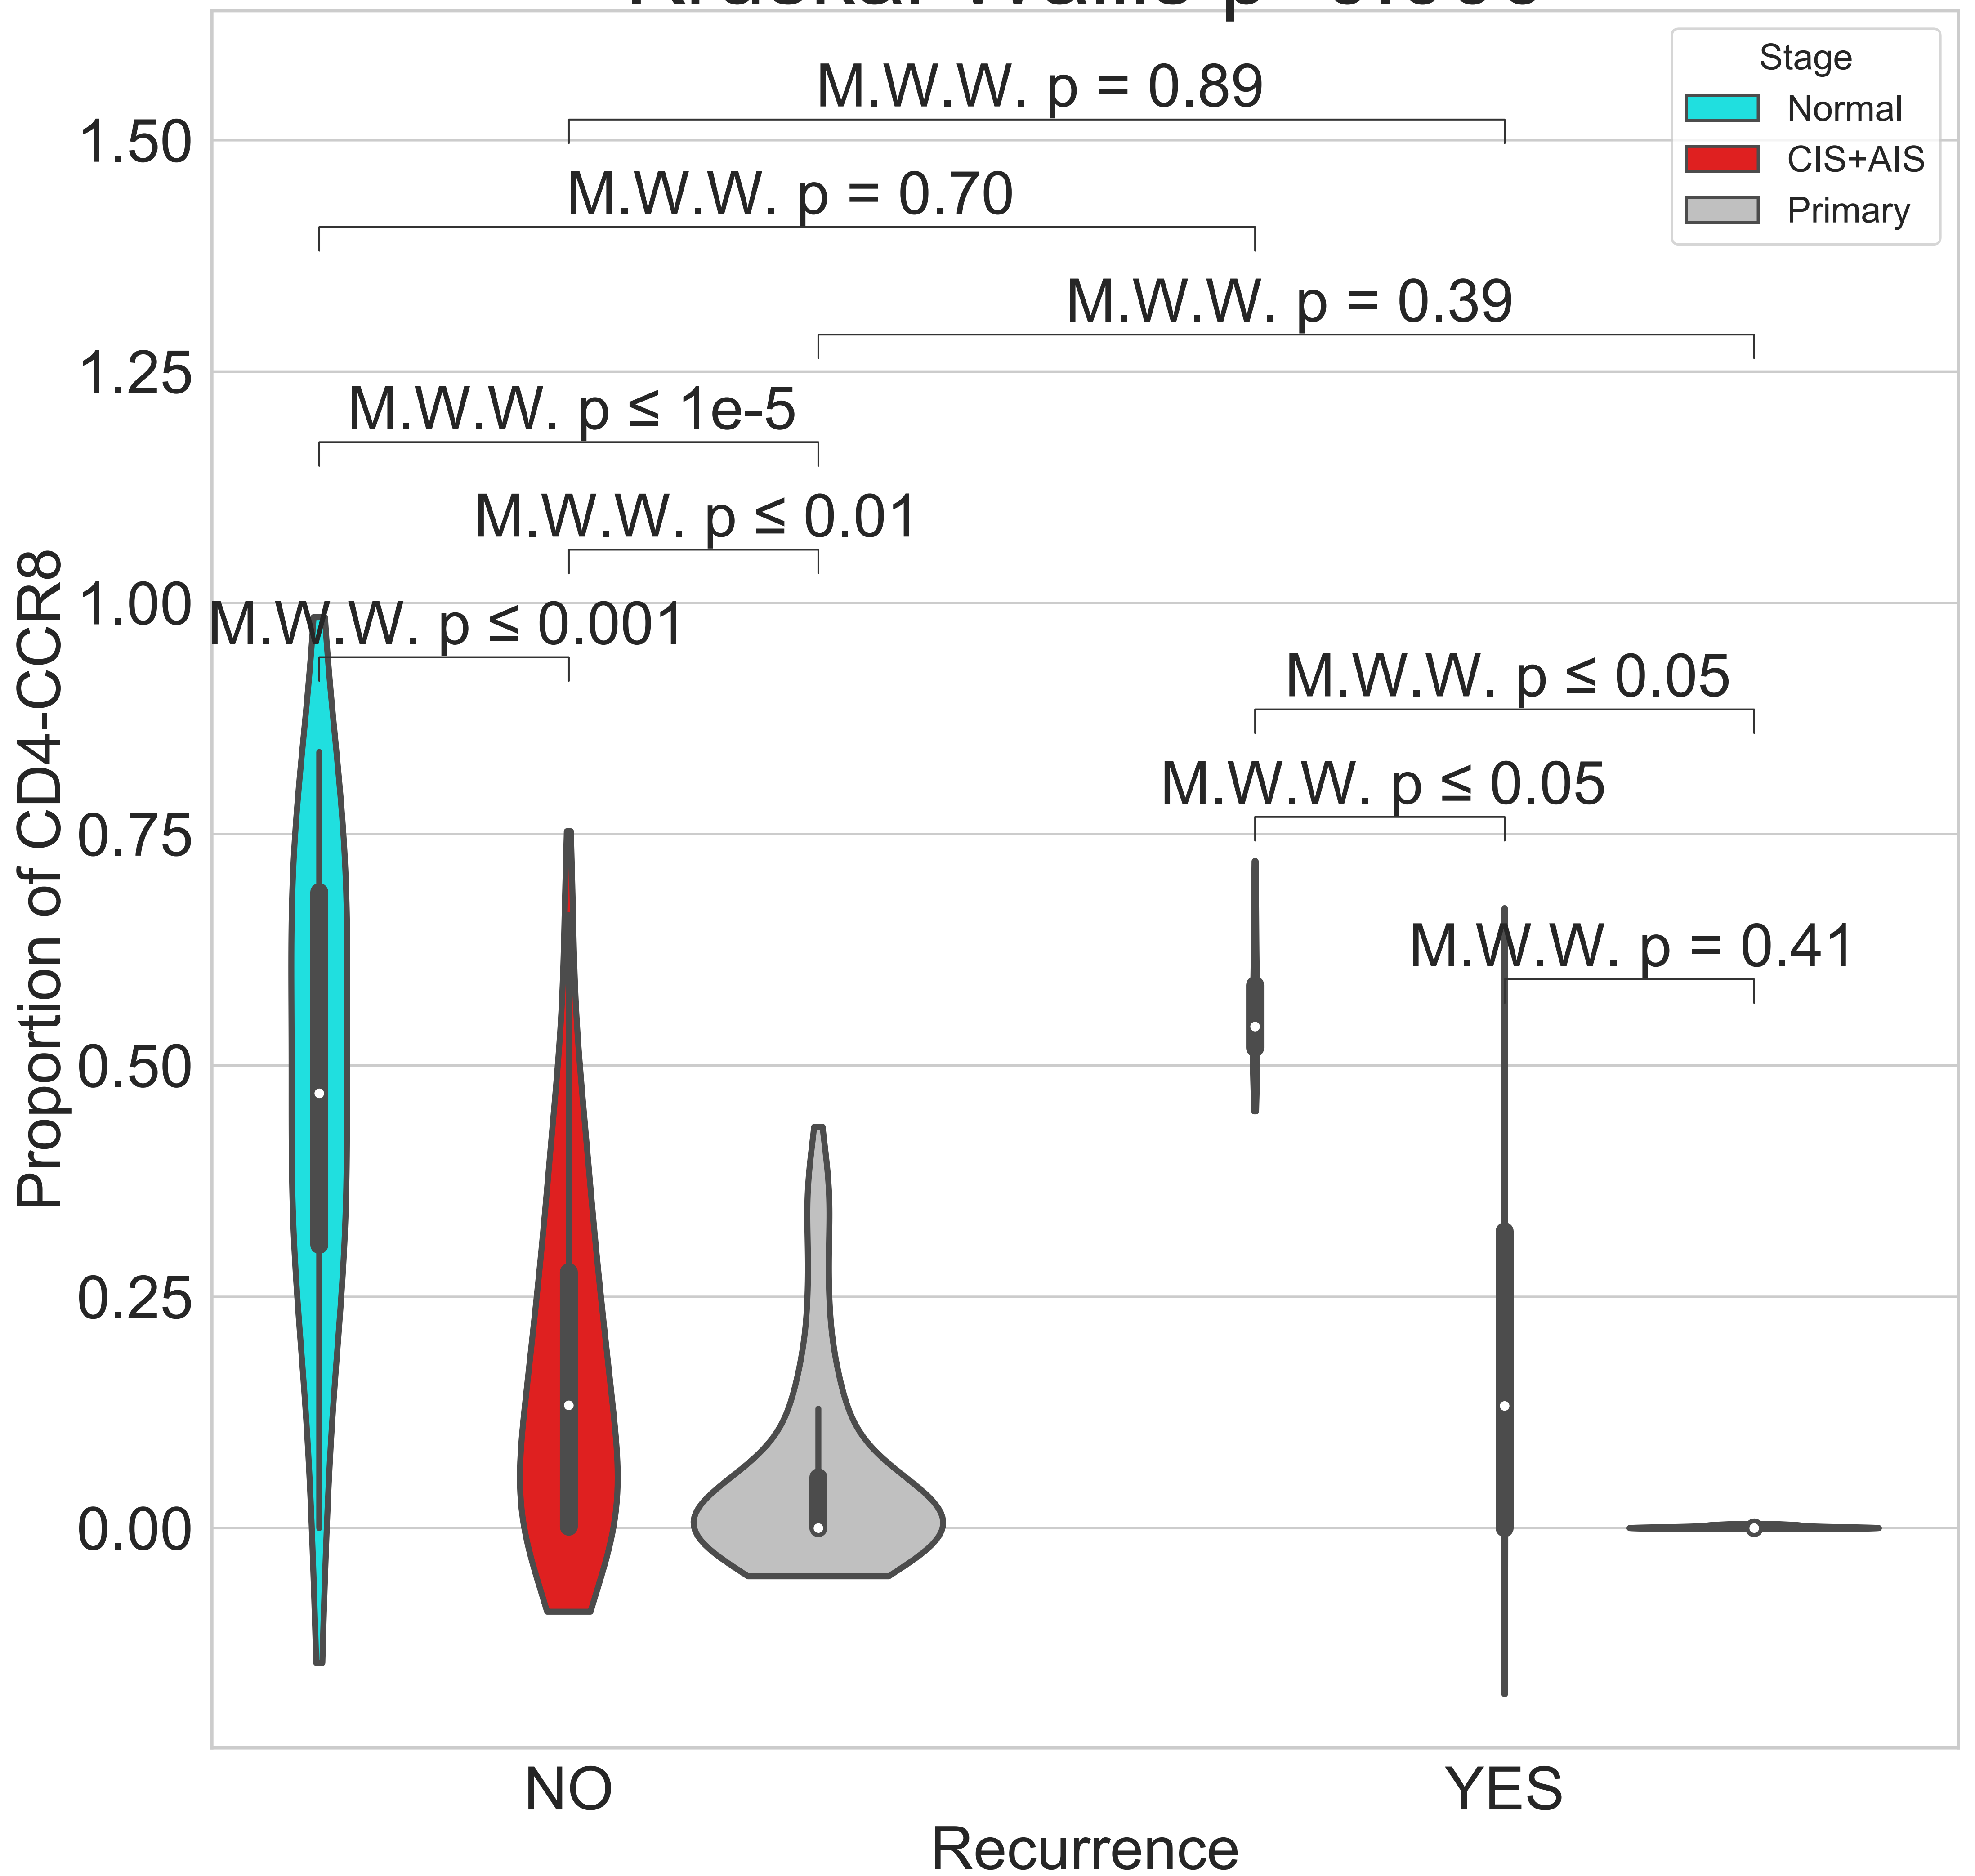 Stage
Normal
CIS+AIS
Primary
M.W.W. p = 0.89
M.W.W. p = 0.70
M.W.W. p = 0.39
M.W.W. p ≤ 1e-5
M.W.W. p ≤ 0.01
M.W.W. p ≤ 0.001
M.W.W. p ≤ 0.05
M.W.W. p ≤ 0.05
M.W.W. p = 0.41
1.50
1.25
1.00
0.75
0.50
0.25
0.00
Proportion of CD4-CCR8
NO
YES
Recurrence